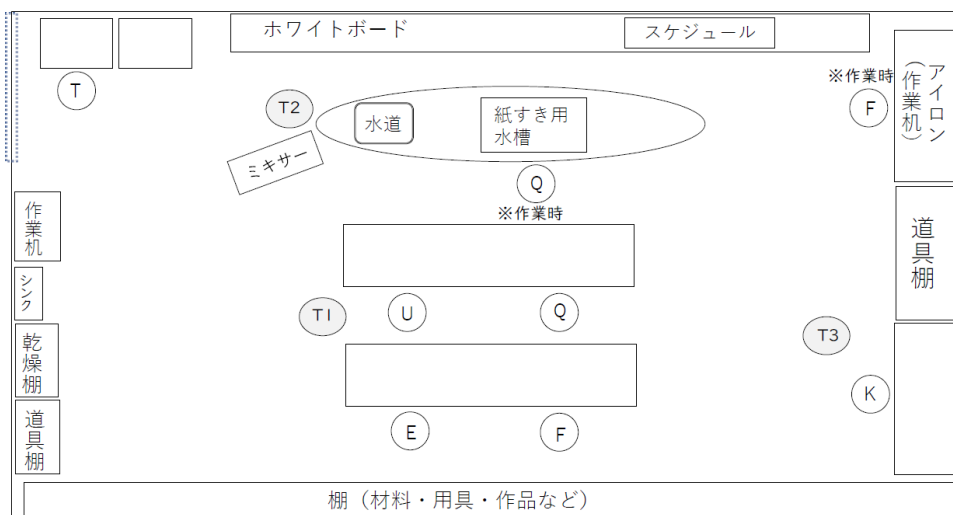 ホワイトボード
スケジュール
T
T2
水道
紙すき用
水槽
※作業時
F
アイロン
（作業机）
ミキサー
Q
※作業時
作業机
道具棚
シンク
T1
U
Q
T3
乾燥棚
K
道具棚
E
F
棚（材料・用具・作品など）